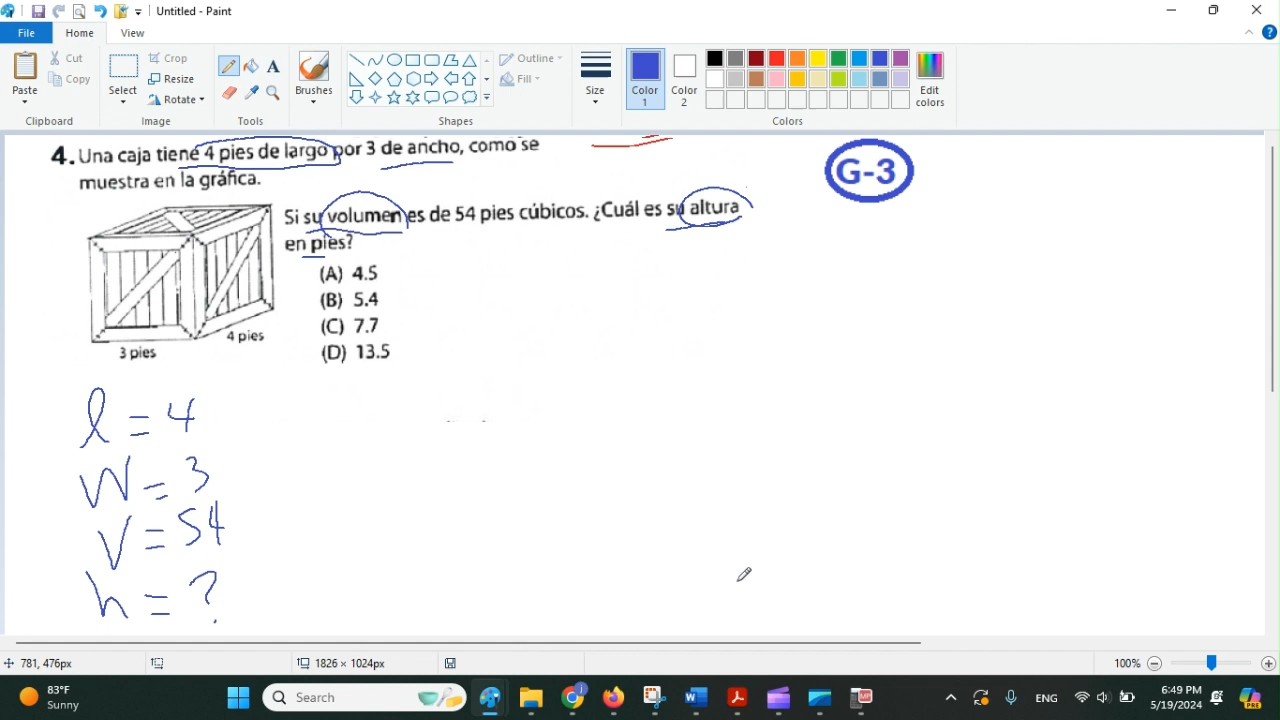 Untitled - Paint
File Home View
Paste Cut Copy Select Crop Resize Rotate Brushes Outline Fill Size Color 1 Color 2 Edit colors
Clipboard Image Tools Shapes Colors
4. Una caja tiene 4 pies de largo por 3 de ancho, como se
muestra en la gráfica.
G-3
Si su volumen es de 54 pies cúbicos. ¿Cuál es su altura
en pies?
(A) 4.5
(B) 5.4
(C) 7.7
(D) 13.5
4 pies
3 pies
l = 4
W = 3
V = 54
h = ?
781, 476px 1826 × 1024px 100%
83°F
Sunny
Search
ENG
6:49 PM
5/19/2024
PRE